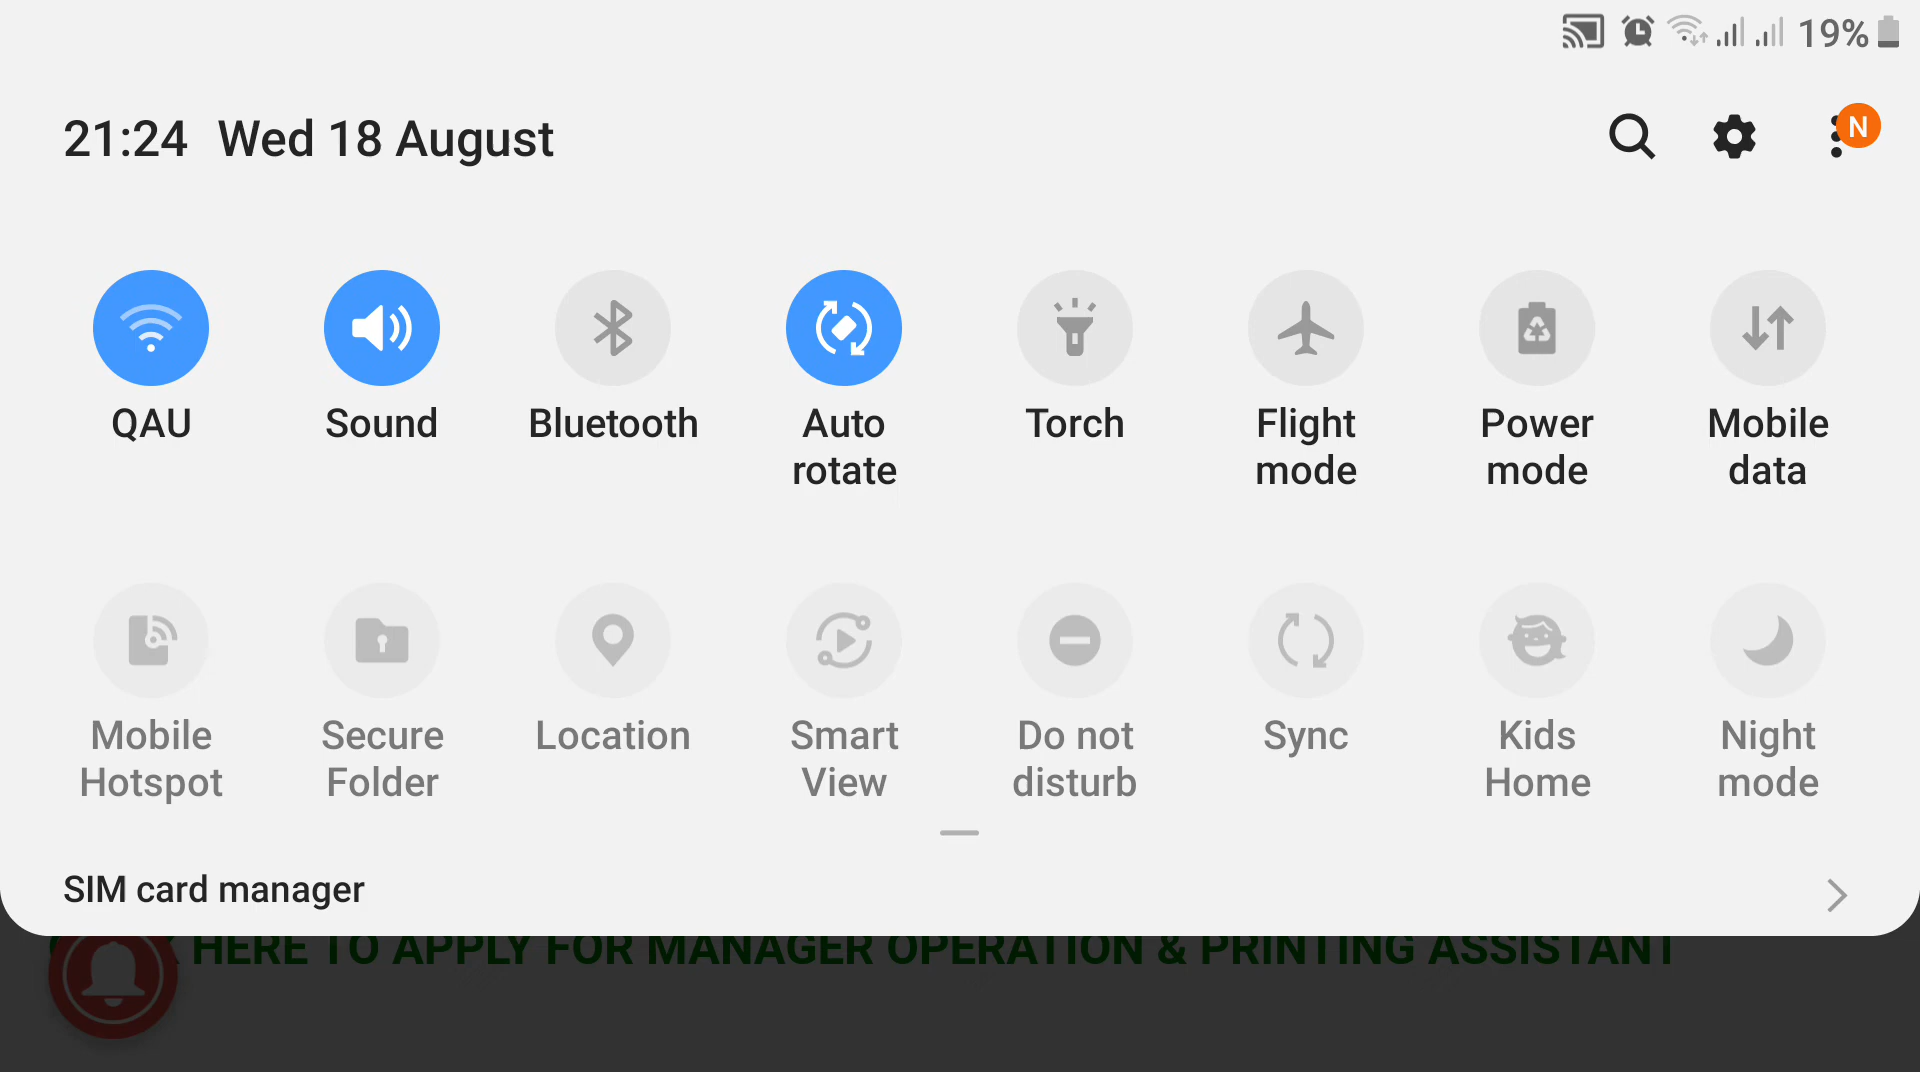 19%
21:24 Wed 18 August
N
QAU Sound Bluetooth Auto rotate Torch Flight mode Power mode Mobile data
Mobile Hotspot Secure Folder Location Smart View Do not disturb Sync Kids Home Night mode
SIM card manager
HERE TO APPLY FOR MANAGER OPERATION & PRINTING ASSISTANT